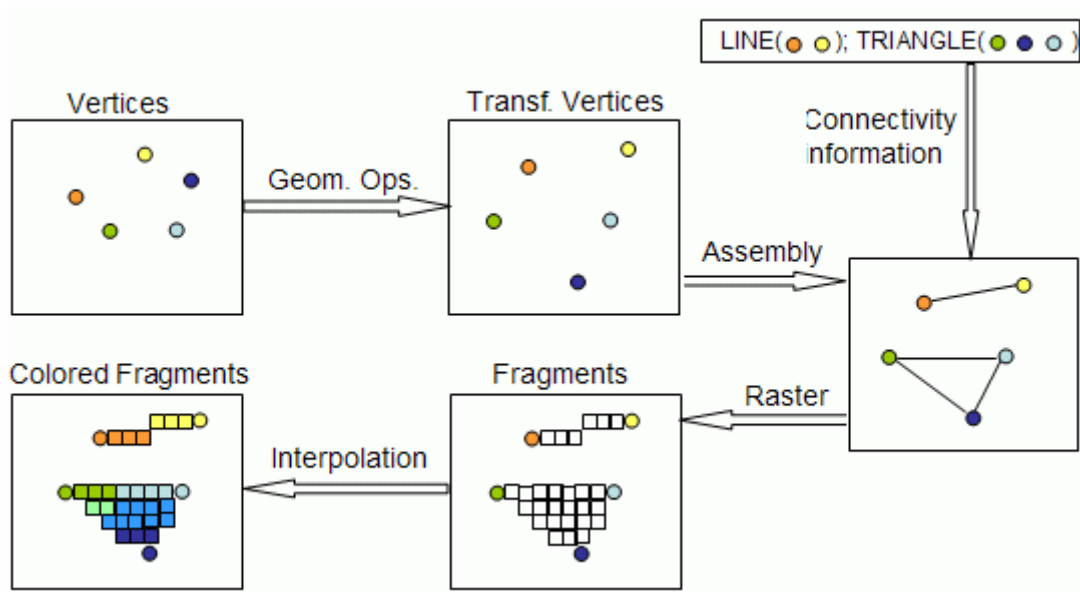 LINE( ); TRIANGLE( )
Vertices
Transf. Vertices
Connectivity
information
Geom. Ops.
Assembly
Colored Fragments
Fragments
Raster
Interpolation